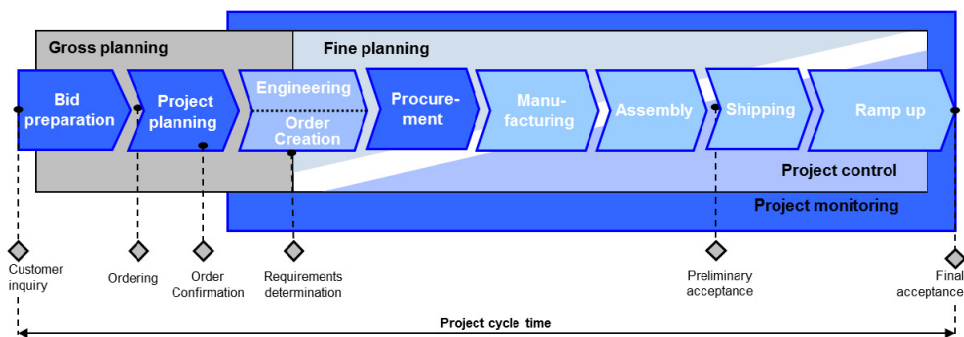 Gross planning
Fine planning
Bid
preparation
Project
planning
Engineering
Order
Creation
Procure-
ment
Manu-
facturing
Assembly
Shipping
Ramp up
Project control
Project monitoring
Customer
inquiry
Ordering
Order
Confirmation
Requirements
determination
Preliminary
acceptance
Final
acceptance
Project cycle time